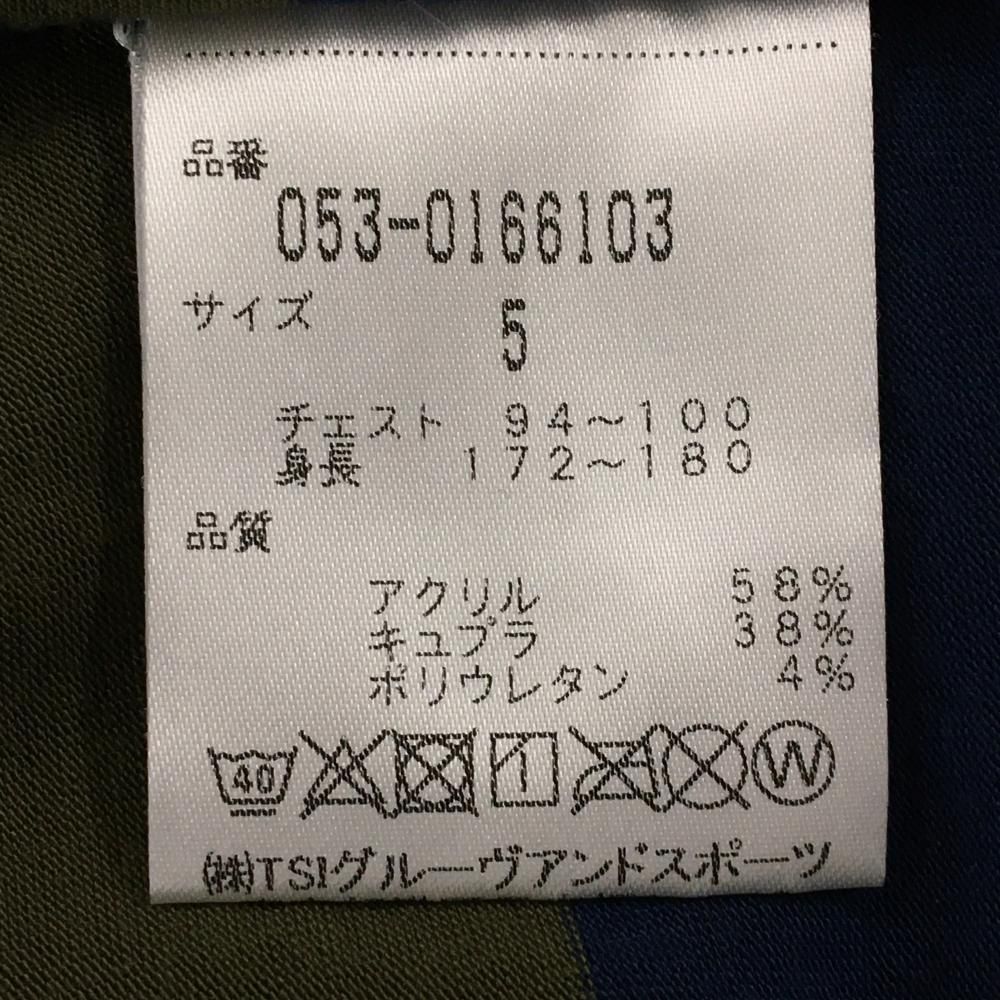 品番
053-0166103
サイズ
5
チェスト 94～100
身長 172～180
品質
アクリル 58%
キュプラ 38%
ポリウレタン 4%
40 W
(株)TSIグルーヴアンドスポーツ